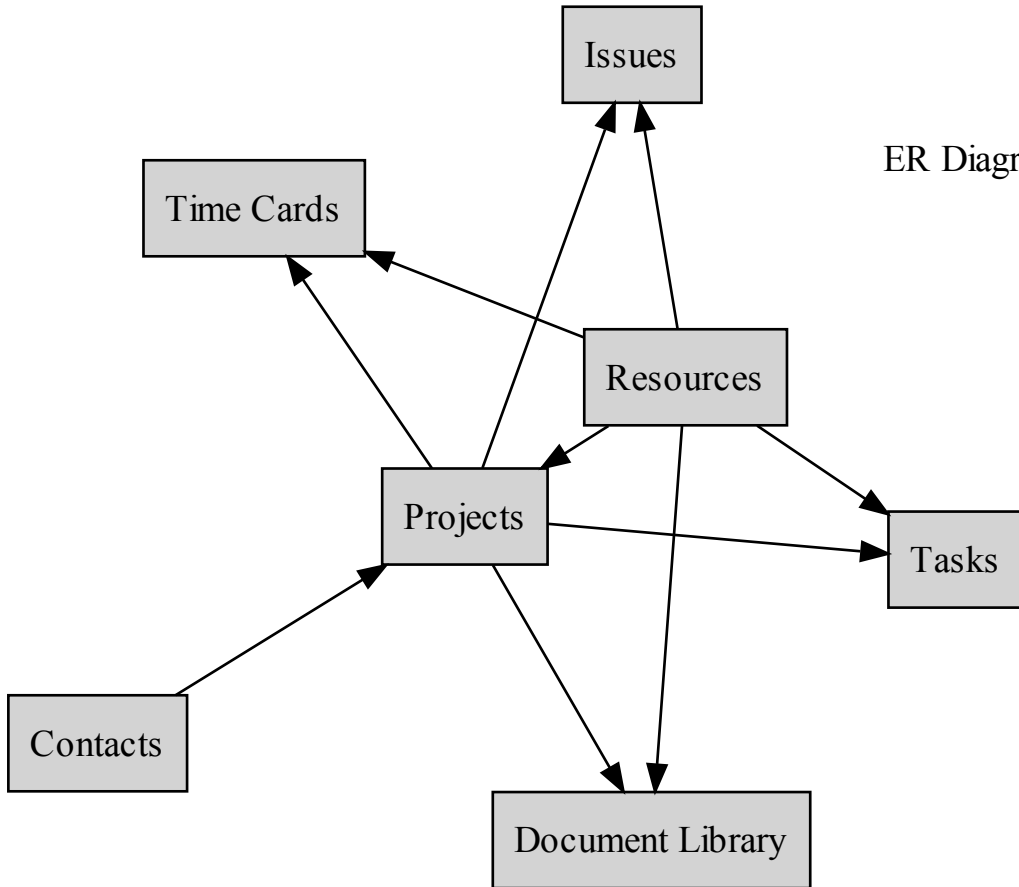 Issues
ER Diagr
Time Cards
Resources
Projects
Tasks
Contacts
Document Library